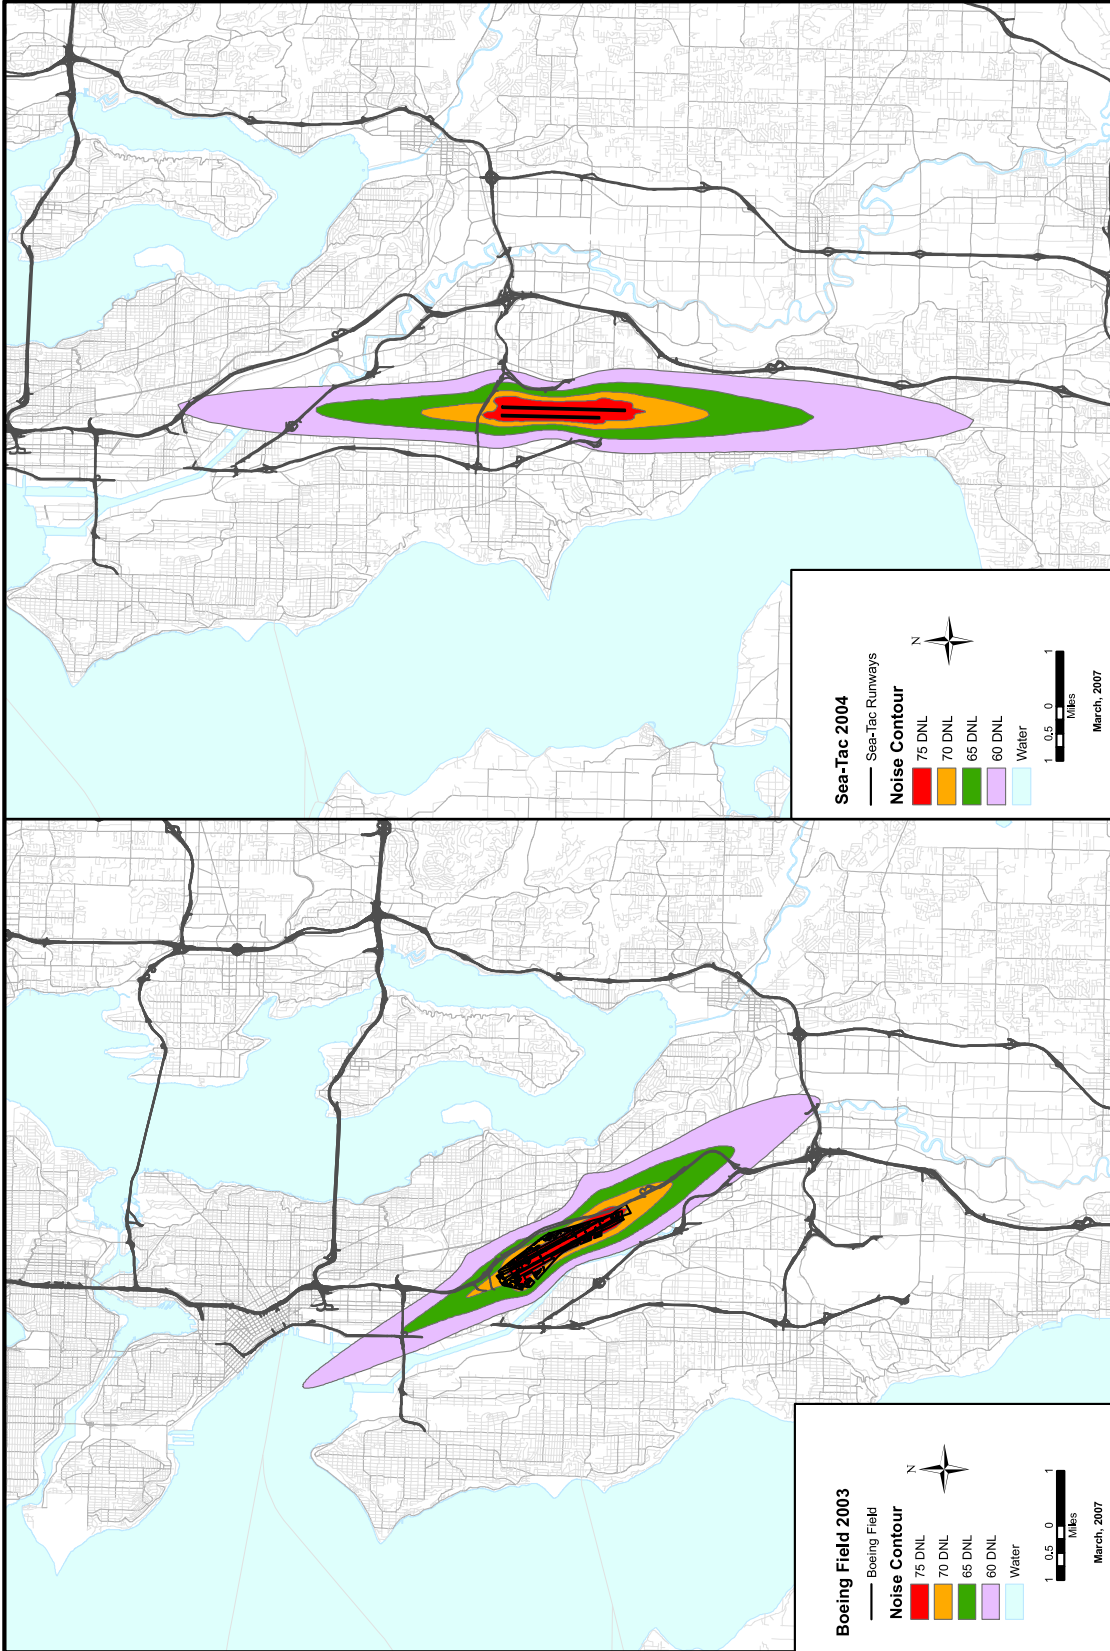 Sea-Tac 2004
Sea-Tac Runways
Noise Contour
75 DNL
70 DNL
65 DNL
60 DNL
Water
N
1 0.5 0 1
Miles
March, 2007
Boeing Field 2003
Boeing Field
Noise Contour
75 DNL
70 DNL
65 DNL
60 DNL
Water
N
1 0.5 0 1
Miles
March, 2007